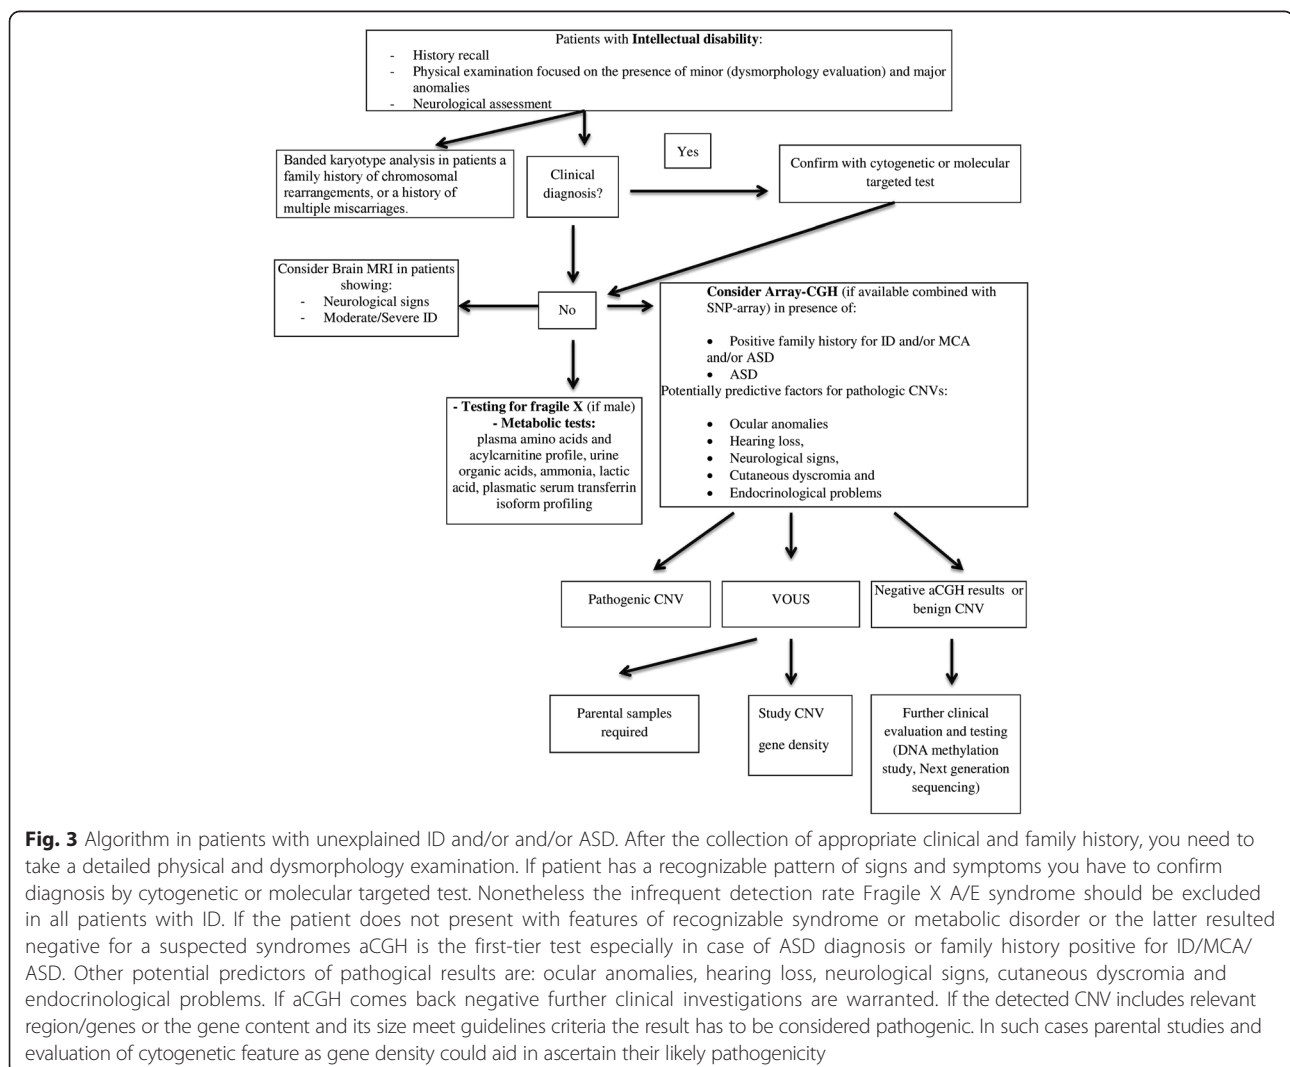 Patients with Intellectual disability:
- History recall
- Physical examination focused on the presence of minor (dysmorphology evaluation) and major
anomalies
- Neurological assessment
Banded karyotype analysis in patients a
family history of chromosomal
rearrangements, or a history of
multiple miscarriages.
Clinical
diagnosis?
Yes
Confirm with cytogenetic or molecular
targeted test
Consider Brain MRI in patients
showing:
- Neurological signs
- Moderate/Severe ID
No
Consider Array-CGH (if available combined with
SNP-array) in presence of:
• Positive family history for ID and/or MCA
and/or ASD
• ASD
Potentially predictive factors for pathologic CNVs:
• Ocular anomalies
• Hearing loss,
• Neurological signs,
• Cutaneous dyscromia and
• Endocrinological problems
- Testing for fragile X (if male)
- Metabolic tests:
plasma amino acids and
acylcarnitine profile, urine
organic acids, ammonia, lactic
acid, plasmatic serum transferrin
isoform profiling
Pathogenic CNV
VOUS
Negative aCGH results or
benign CNV
Parental samples
required
Study CNV
gene density
Further clinical
evaluation and testing
(DNA methylation
study, Next generation
sequencing)
Fig. 3 Algorithm in patients with unexplained ID and/or and/or ASD. After the collection of appropriate clinical and family history, you need to
take a detailed physical and dysmorphology examination. If patient has a recognizable pattern of signs and symptoms you have to confirm
diagnosis by cytogenetic or molecular targeted test. Nonetheless the infrequent detection rate Fragile X A/E syndrome should be excluded
in all patients with ID. If the patient does not present with features of recognizable syndrome or metabolic disorder or the latter resulted
negative for a suspected syndromes aCGH is the first-tier test especially in case of ASD diagnosis or family history positive for ID/MCA/
ASD. Other potential predictors of pathogical results are: ocular anomalies, hearing loss, neurological signs, cutaneous dyscromia and
endocrinological problems. If aCGH comes back negative further clinical investigations are warranted. If the detected CNV includes relevant
region/genes or the gene content and its size meet guidelines criteria the result has to be considered pathogenic. In such cases parental studies and
evaluation of cytogenetic feature as gene density could aid in ascertain their likely pathogenicity